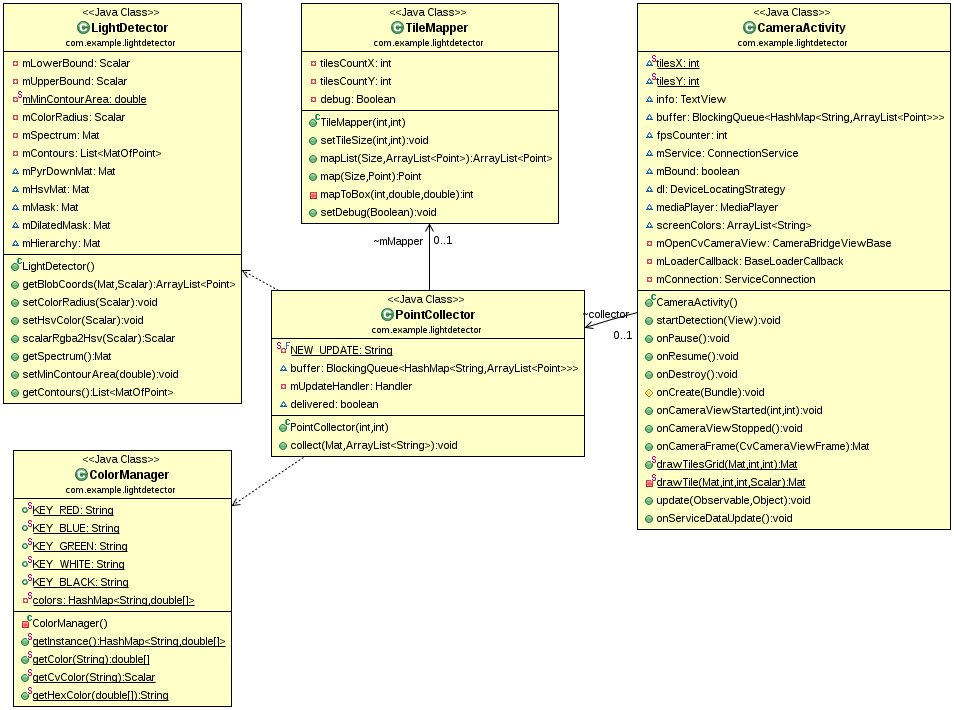 <<Java Class>>
LightDetector
com.example.lightdetector
mLowerBound: Scalar
mUpperBound: Scalar
mMinContourArea: double
mColorRadius: Scalar
mSpectrum: Mat
mContours: List<MatOfPoint>
mPyrDownMat: Mat
mHsvMat: Mat
mMask: Mat
mDilatedMask: Mat
mHierarchy: Mat
LightDetector()
getBlobCoords(Mat,Scalar):ArrayList<Point>
setColorRadius(Scalar):void
setHsvColor(Scalar):void
scalarRgba2Hsv(Scalar):Scalar
getSpectrum():Mat
setMinContourArea(double):void
getContours():List<MatOfPoint>
<<Java Class>>
TileMapper
com.example.lightdetector
tilesCountX: int
tilesCountY: int
debug: Boolean
TileMapper(int,int)
setTileSize(int,int):void
mapList(Size,ArrayList<Point>):ArrayList<Point>
map(Size,Point):Point
mapToBox(int,double,double):int
setDebug(Boolean):void
~mMapper
0..1
<<Java Class>>
CameraActivity
com.example.lightdetector
tilesX: int
tilesY: int
info: TextView
buffer: BlockingQueue<HashMap<String,ArrayList<Point>>>
fpsCounter: int
mService: ConnectionService
mBound: boolean
dl: DeviceLocatingStrategy
mediaPlayer: MediaPlayer
screenColors: ArrayList<String>
mOpenCvCameraView: CameraBridgeViewBase
mLoaderCallback: BaseLoaderCallback
mConnection: ServiceConnection
CameraActivity()
startDetection(View):void
onPause():void
onResume():void
onDestroy():void
onCreate(Bundle):void
onCameraViewStarted(int,int):void
onCameraViewStopped():void
onCameraFrame(CvCameraViewFrame):Mat
drawTilesGrid(Mat,int,int):Mat
drawTile(Mat,int,int,Scalar):Mat
update(Observable,Object):void
onServiceDataUpdate():void
~collector
0..1
<<Java Class>>
PointCollector
com.example.lightdetector
NEW_UPDATE: String
buffer: BlockingQueue<HashMap<String,ArrayList<Point>>>
mUpdateHandler: Handler
delivered: boolean
PointCollector(int,int)
collect(Mat,ArrayList<String>):void
<<Java Class>>
ColorManager
com.example.lightdetector
KEY_RED: String
KEY_BLUE: String
KEY_GREEN: String
KEY_WHITE: String
KEY_BLACK: String
colors: HashMap<String,double[]>
ColorManager()
getInstance():HashMap<String,double[]>
getColor(String):double[]
getCvColor(String):Scalar
getHexColor(double[]):String